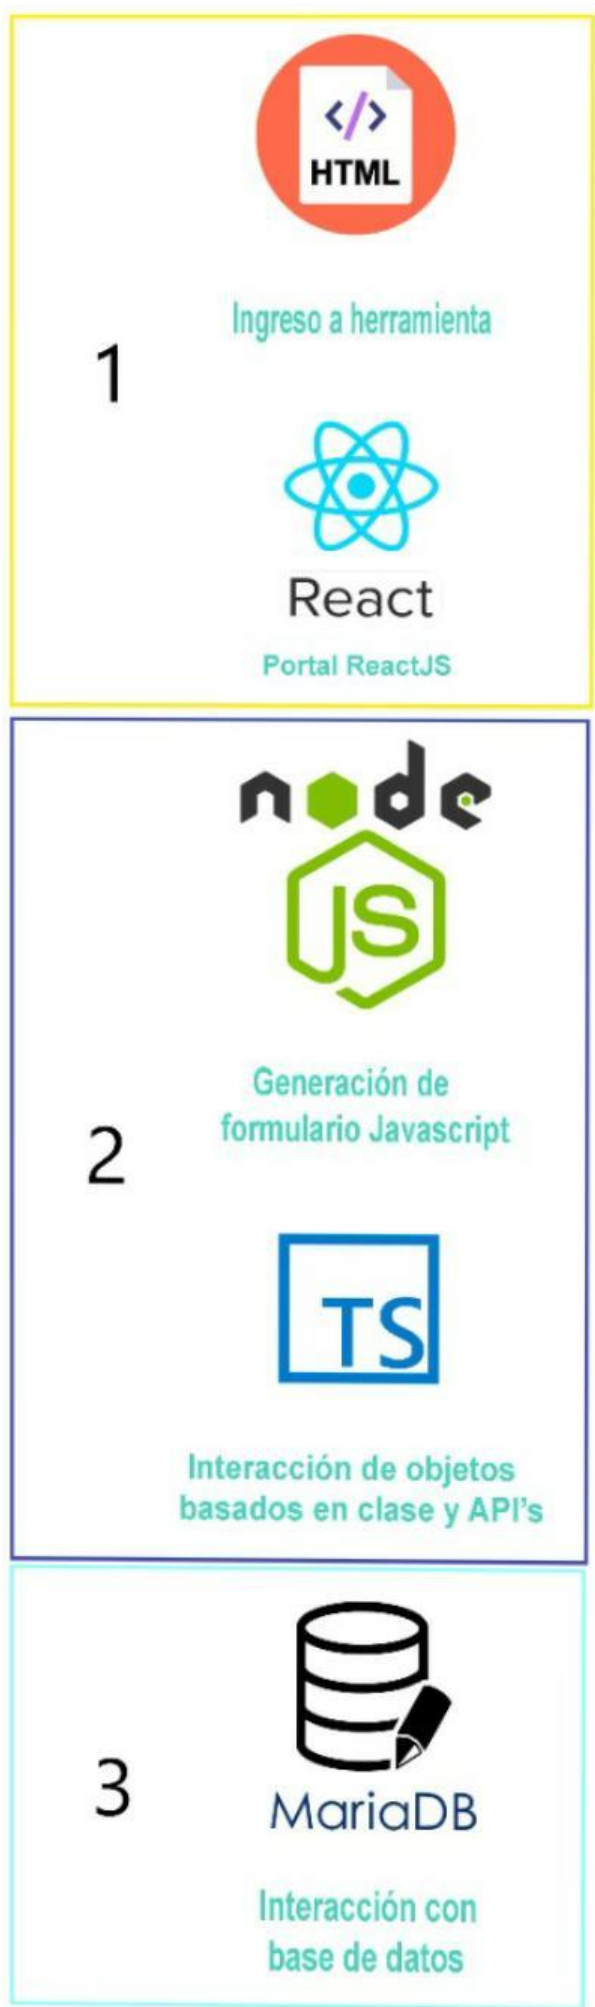 </>
HTML
Ingreso a herramienta
1
React
Portal ReactJS
node
JS
Generación de
formulario Javascript
2
TS
Interacción de objetos
basados en clase y API's
3
MariaDB
Interacción con
base de datos